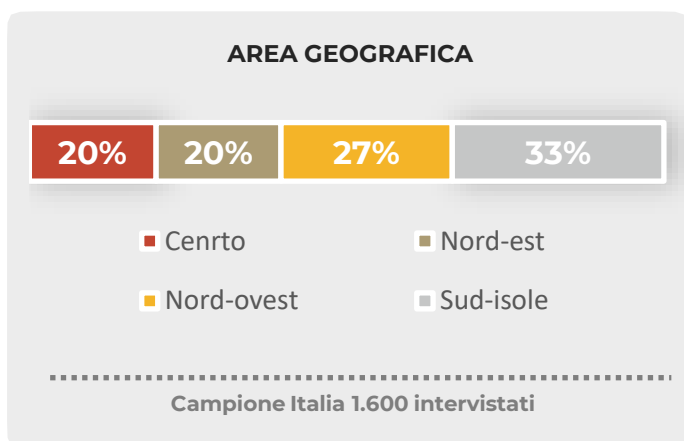 AREA GEOGRAFICA
20% 20% 27% 33%
Cenrto Nord-est
Nord-ovest Sud-isole
Campione Italia 1.600 intervistati